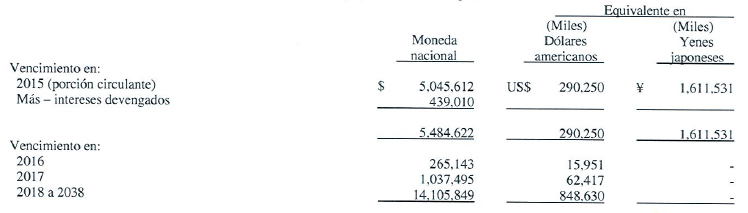 Equivalente en
(Miles) (Miles)
Moneda Dólares Yenes
nacional americanos japoneses
Vencimiento en:
2015 (porción circulante) $ 5.045,612 US$ 290,250 ¥ 1,611,531
Más – intereses devengados 439,010
5,484,622 290,250 1,611,531
Vencimiento en:
2016 265,143 15,951 -
2017 1,037,495 62,417 -
2018 a 2038 14,105,849 848,630 -